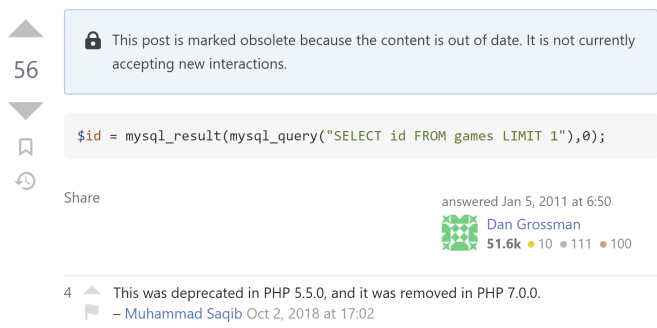 This post is marked obsolete because the content is out of date. It is not currently
accepting new interactions.
56
$id = mysql_result(mysql_query("SELECT id FROM games LIMIT 1"),0);
Share
answered Jan 5, 2011 at 6:50
Dan Grossman
51.6k 10 111 100
4 This was deprecated in PHP 5.5.0, and it was removed in PHP 7.0.0.
– Muhammad Saqib Oct 2, 2018 at 17:02